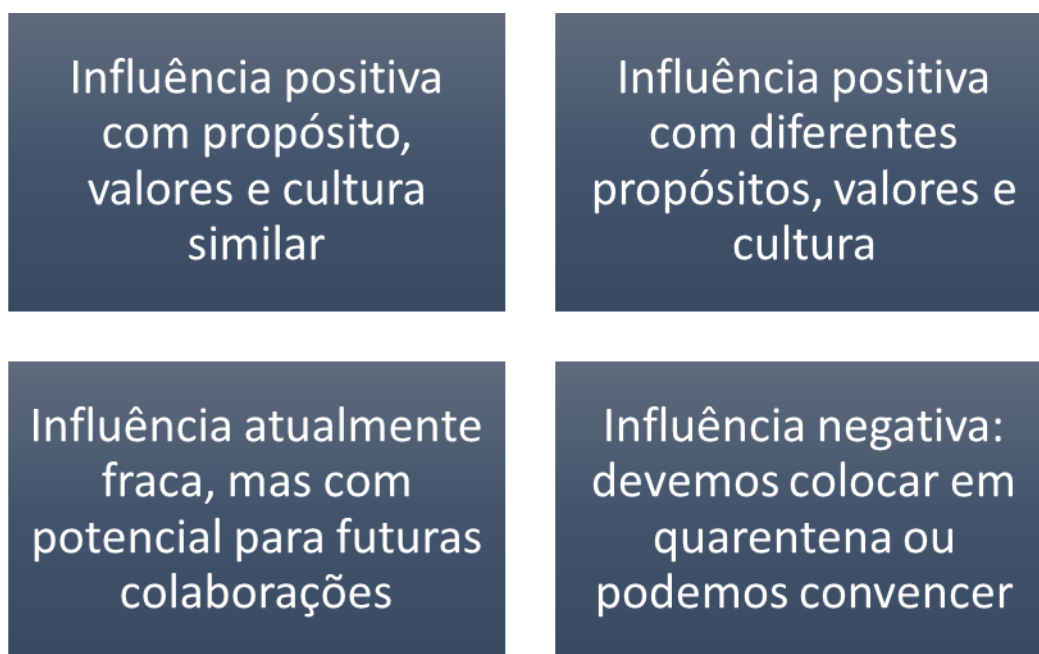 Influência positiva
com propósito,
valores e cultura
similar
Influência positiva
com diferentes
propósitos, valores e
cultura
Influência atualmente
fraca, mas com
potencial para futuras
colaborações
Influência negativa:
devemos colocar em
quarentena ou
podemos convencer